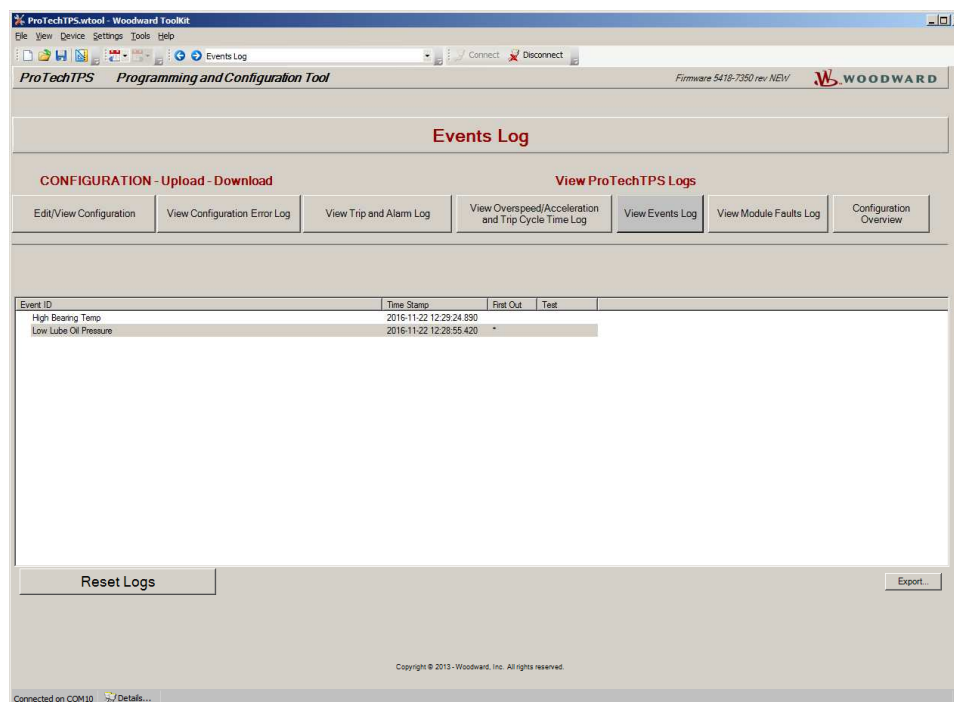 ProTechTPS.wtool - Woodward ToolKit
File View Device Settings Tools Help
Events Log Connect Disconnect
ProTechTPS Programming and Configuration Tool Firmware 5418-7350 rev NEW WOODWARD
Events Log
CONFIGURATION - Upload - Download View ProTechTPS Logs
Edit/View Configuration View Configuration Error Log View Trip and Alarm Log View Overspeed/Acceleration and Trip Cycle Time Log View Events Log View Module Faults Log Configuration Overview
Event ID Time Stamp First Out Test
High Bearing Temp 2016-11-22 12:29:24.890
Low Lube Oil Pressure 2016-11-22 12:28:55.420 *
Reset Logs Export...
Copyright © 2013 - Woodward, Inc. All rights reserved.
Connected on COM10 Details...